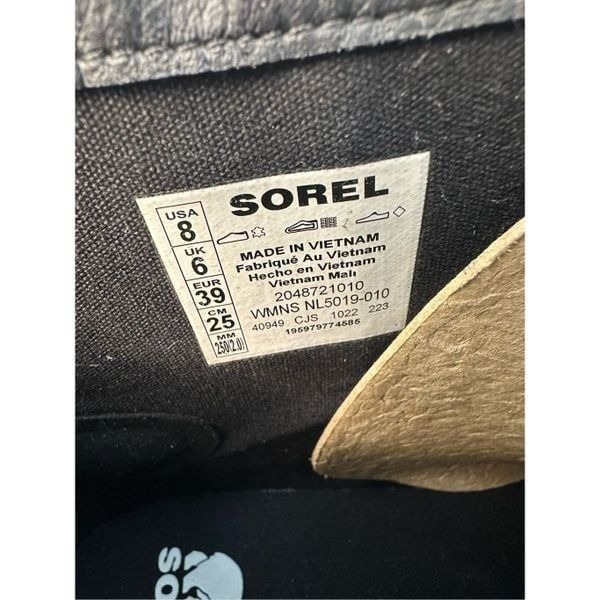 USA
8
UK
6
EUR
39
CM
25
MM
250(2.0)
SOREL
MADE IN VIETNAM
Fabriqué Au Vietnam
Hecho en Vietnam
Vietnam Malı
2048721010
WMNS NL5019-010
40949 CJS 1022 223
195979774585
SO